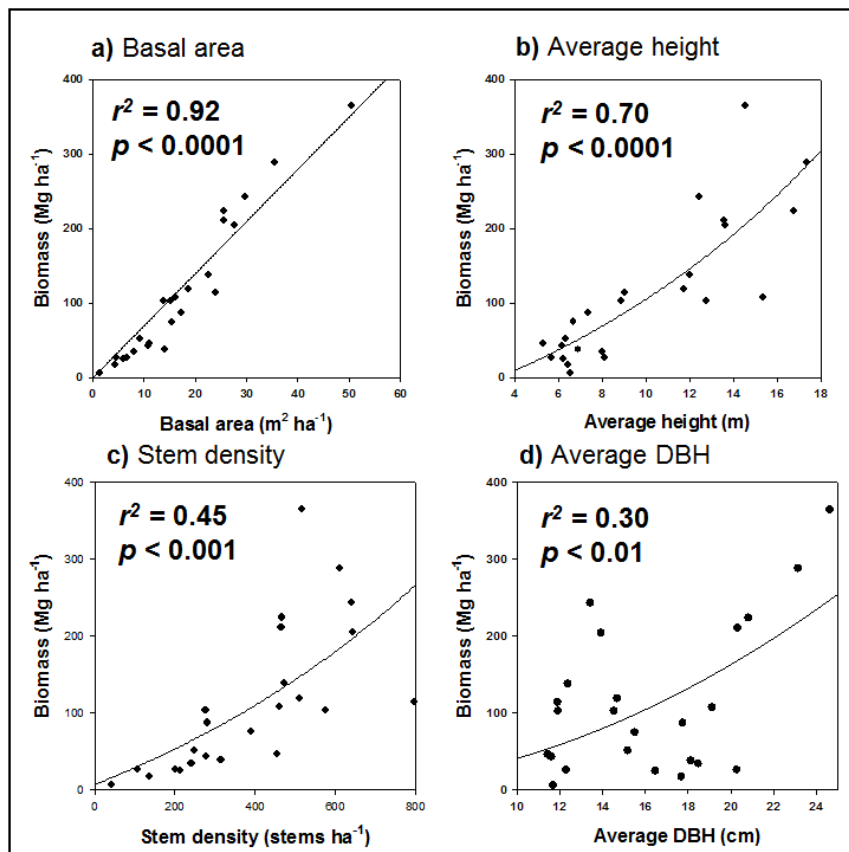 a) Basal area
r² = 0.92
p < 0.0001
Biomass (Mg ha⁻¹)
400
300
200
100
0
0 10 20 30 40 50 60
Basal area (m² ha⁻¹)
b) Average height
r² = 0.70
p < 0.0001
Biomass (Mg ha⁻¹)
400
300
200
100
0
4 6 8 10 12 14 16 18
Average height (m)
c) Stem density
r² = 0.45
p < 0.001
Biomass (Mg ha⁻¹)
400
300
200
100
0
0 200 400 600 800
Stem density (stems ha⁻¹)
d) Average DBH
r² = 0.30
p < 0.01
Biomass (Mg ha⁻¹)
400
300
200
100
0
10 12 14 16 18 20 22 24
Average DBH (cm)